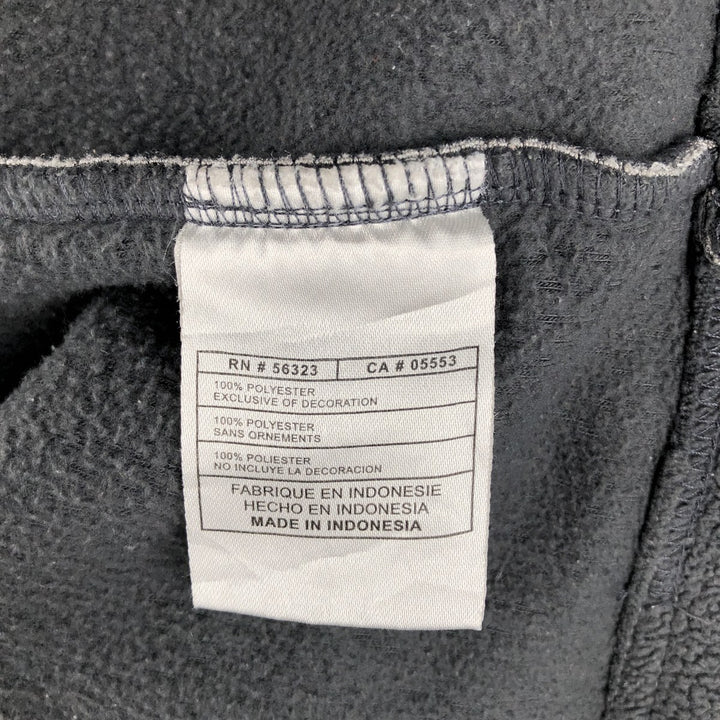 RN # 56323 CA # 05553
100% POLYESTER
EXCLUSIVE OF DECORATION
100% POLYESTER
SANS ORNEMENTS
100% POLIESTER
NO INCLUYE LA DECORACION
FABRIQUE EN INDONESIE
HECHO EN INDONESIA
MADE IN INDONESIA